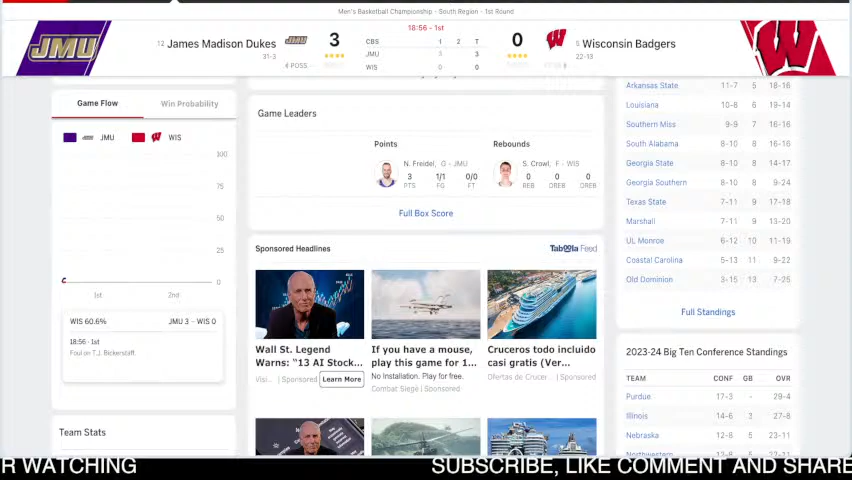 Men's Basketball Championship - South Region - 1st Round
JMU
12 James Madison Dukes
31-3
POSS
3
18:56 - 1st
CBS 1 2 T
JMU 3 3
WIS 0 0
0
5 Wisconsin Badgers
22-13
W
Game Flow
Win Probability
JMU
WIS
100
75
50
25
0
1st
2nd
WIS 60.6%
JMU 3 - WIS 0
18:56 - 1st
Foul on T.J. Bickerstaff.
Team Stats
Game Leaders
Points
N. Freidel, G - JMU
3 1/1 0/0
PTS FG FT
Rebounds
S. Crowl, F - WIS
0 0 0
REB DREB OREB
Full Box Score
Sponsored Headlines
Taboola Feed
Wall St. Legend
Warns: “13 AI Stock...
Visi... | Sponsored
Learn More
If you have a mouse,
play this game for 1...
No Installation. Play for free.
Combat Siege | Sponsored
Cruceros todo incluido
casi gratis (Ver...
Ofertas de Crucer... | Sponsored
Arkansas State 11-7 5 18-16
Louisiana 10-8 6 19-14
Southern Miss 9-9 7 16-16
South Alabama 8-10 8 16-16
Georgia State 8-10 8 14-17
Georgia Southern 8-10 8 9-24
Texas State 7-11 9 17-18
Marshall 7-11 9 13-20
UL Monroe 6-12 10 11-19
Coastal Carolina 5-13 11 9-22
Old Dominion 3-15 13 7-25
Full Standings
2023-24 Big Ten Conference Standings
TEAM CONF GB OVR
Purdue 17-3 - 29-4
Illinois 14-6 3 27-8
Nebraska 12-8 5 23-11
Northwestern 12-8 5 22-11
R WATCHING
SUBSCRIBE, LIKE COMMENT AND SHARE